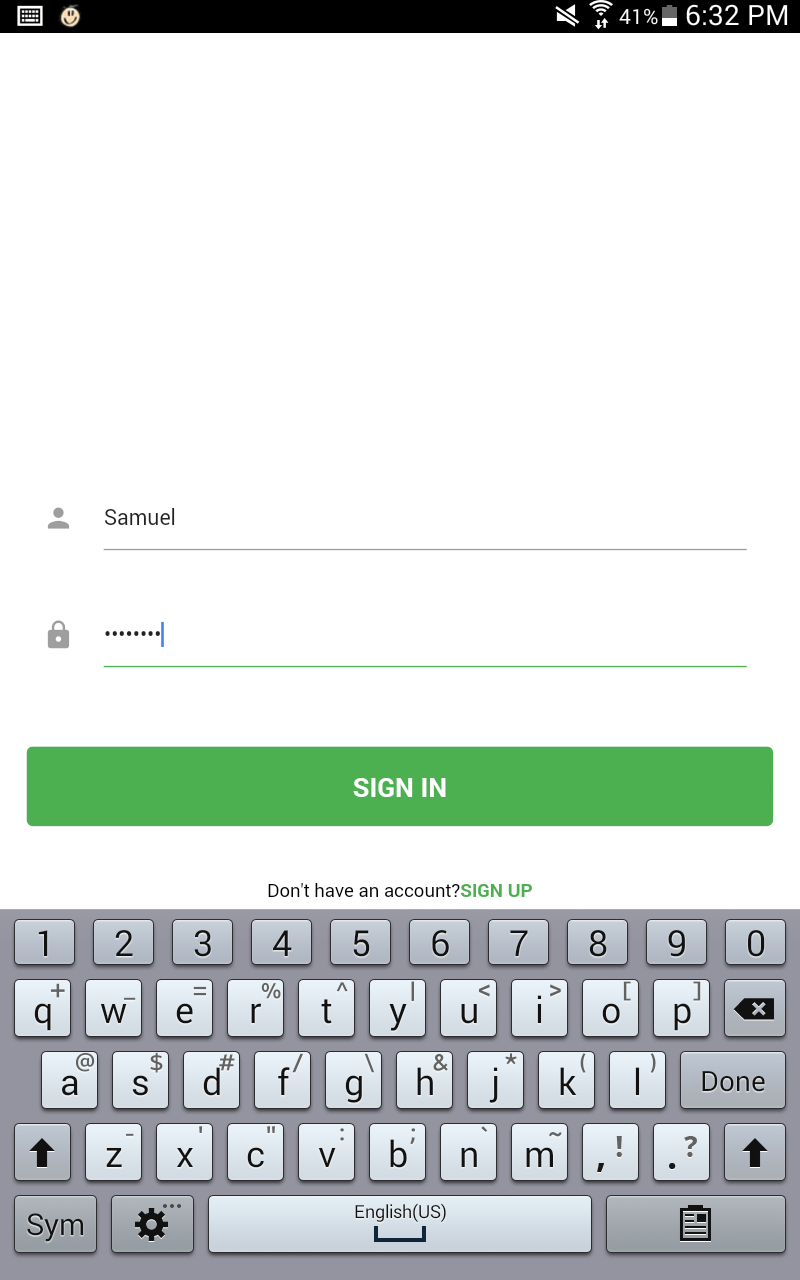 41% 6:32 PM
Samuel
••••••••
SIGN IN
Don't have an account?SIGN UP
1 2 3 4 5 6 7 8 9 0
q+ w_ e= r% t^ y| u< i> o[ p]
a@ s$ d# f/ g\ h& j* k( l) Done
z- x' c" v: b; n` m~ ,! .?
Sym English(US)